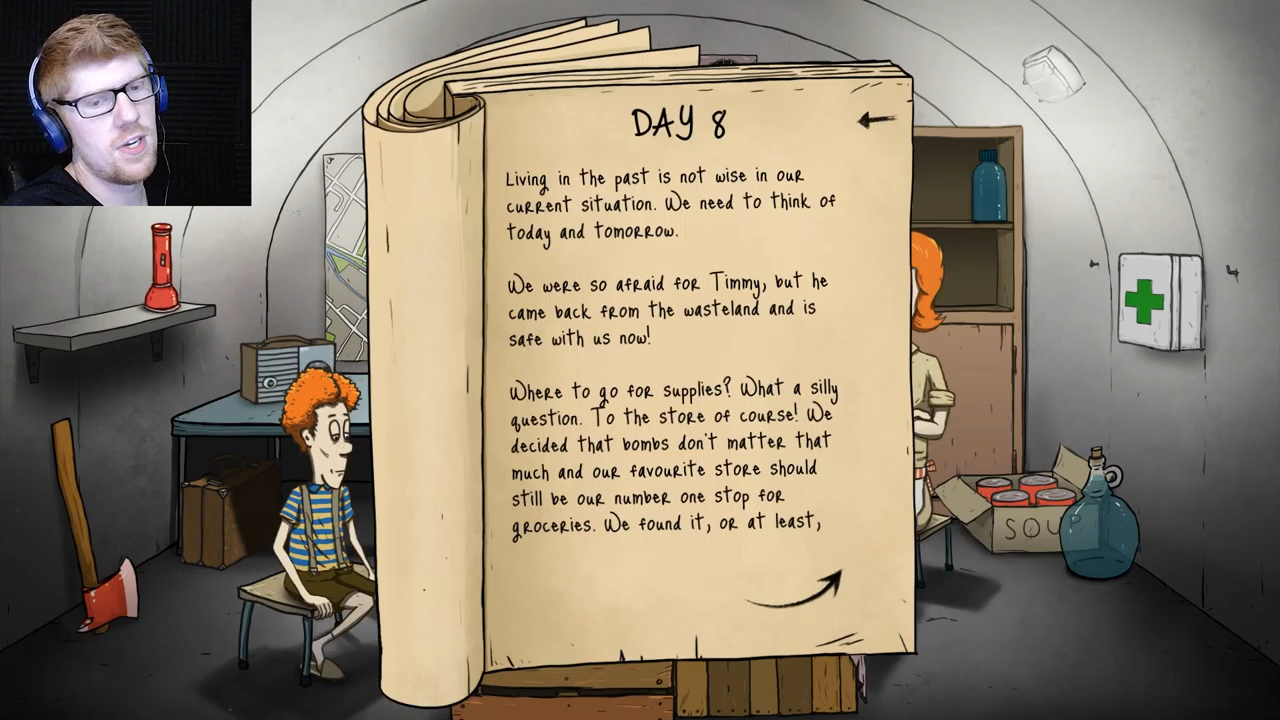 DAY 8
Living in the past is not wise in our
current situation. We need to think of
today and tomorrow.
We were so afraid for Timmy, but he
came back from the wasteland and is
safe with us now!
Where to go for supplies? What a silly
question. To the store of course! We
decided that bombs don't matter that
much and our favourite store should
still be our number one stop for
groceries. We found it, or at least,
SOU